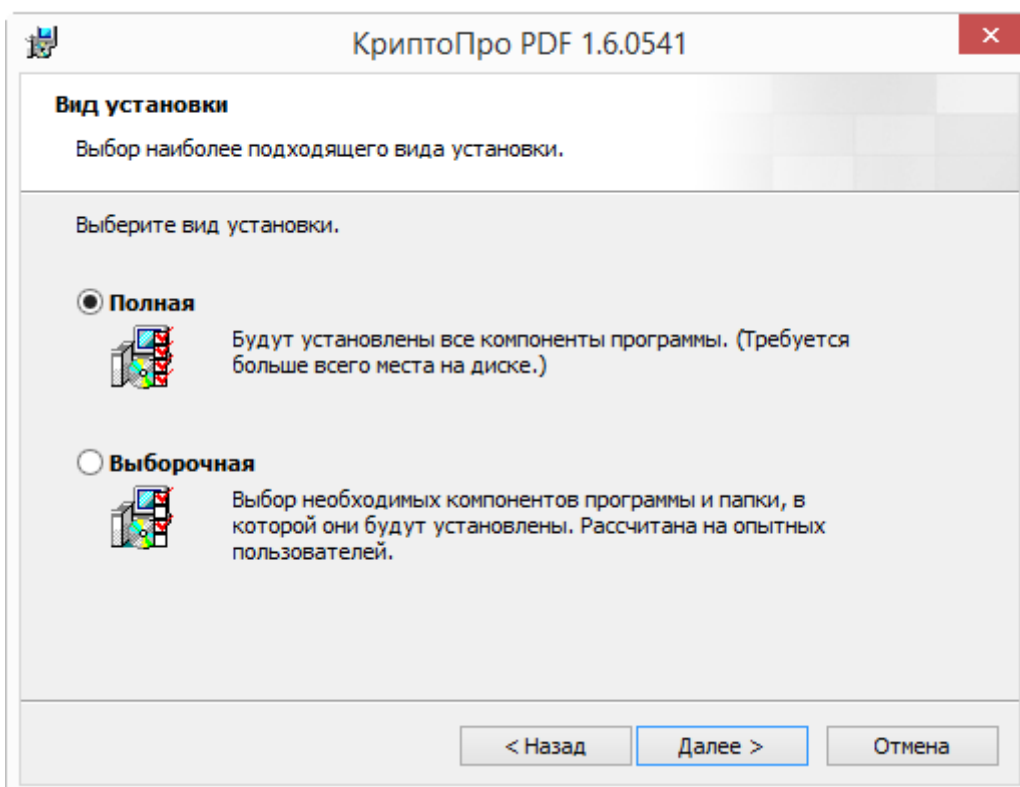 КриптоПро PDF 1.6.0541
Вид установки
Выбор наиболее подходящего вида установки.
Выберите вид установки.
Полная
Будут установлены все компоненты программы. (Требуется
больше всего места на диске.)
Выборочная
Выбор необходимых компонентов программы и папки, в
которой они будут установлены. Рассчитана на опытных
пользователей.
< Назад
Далее >
Отмена